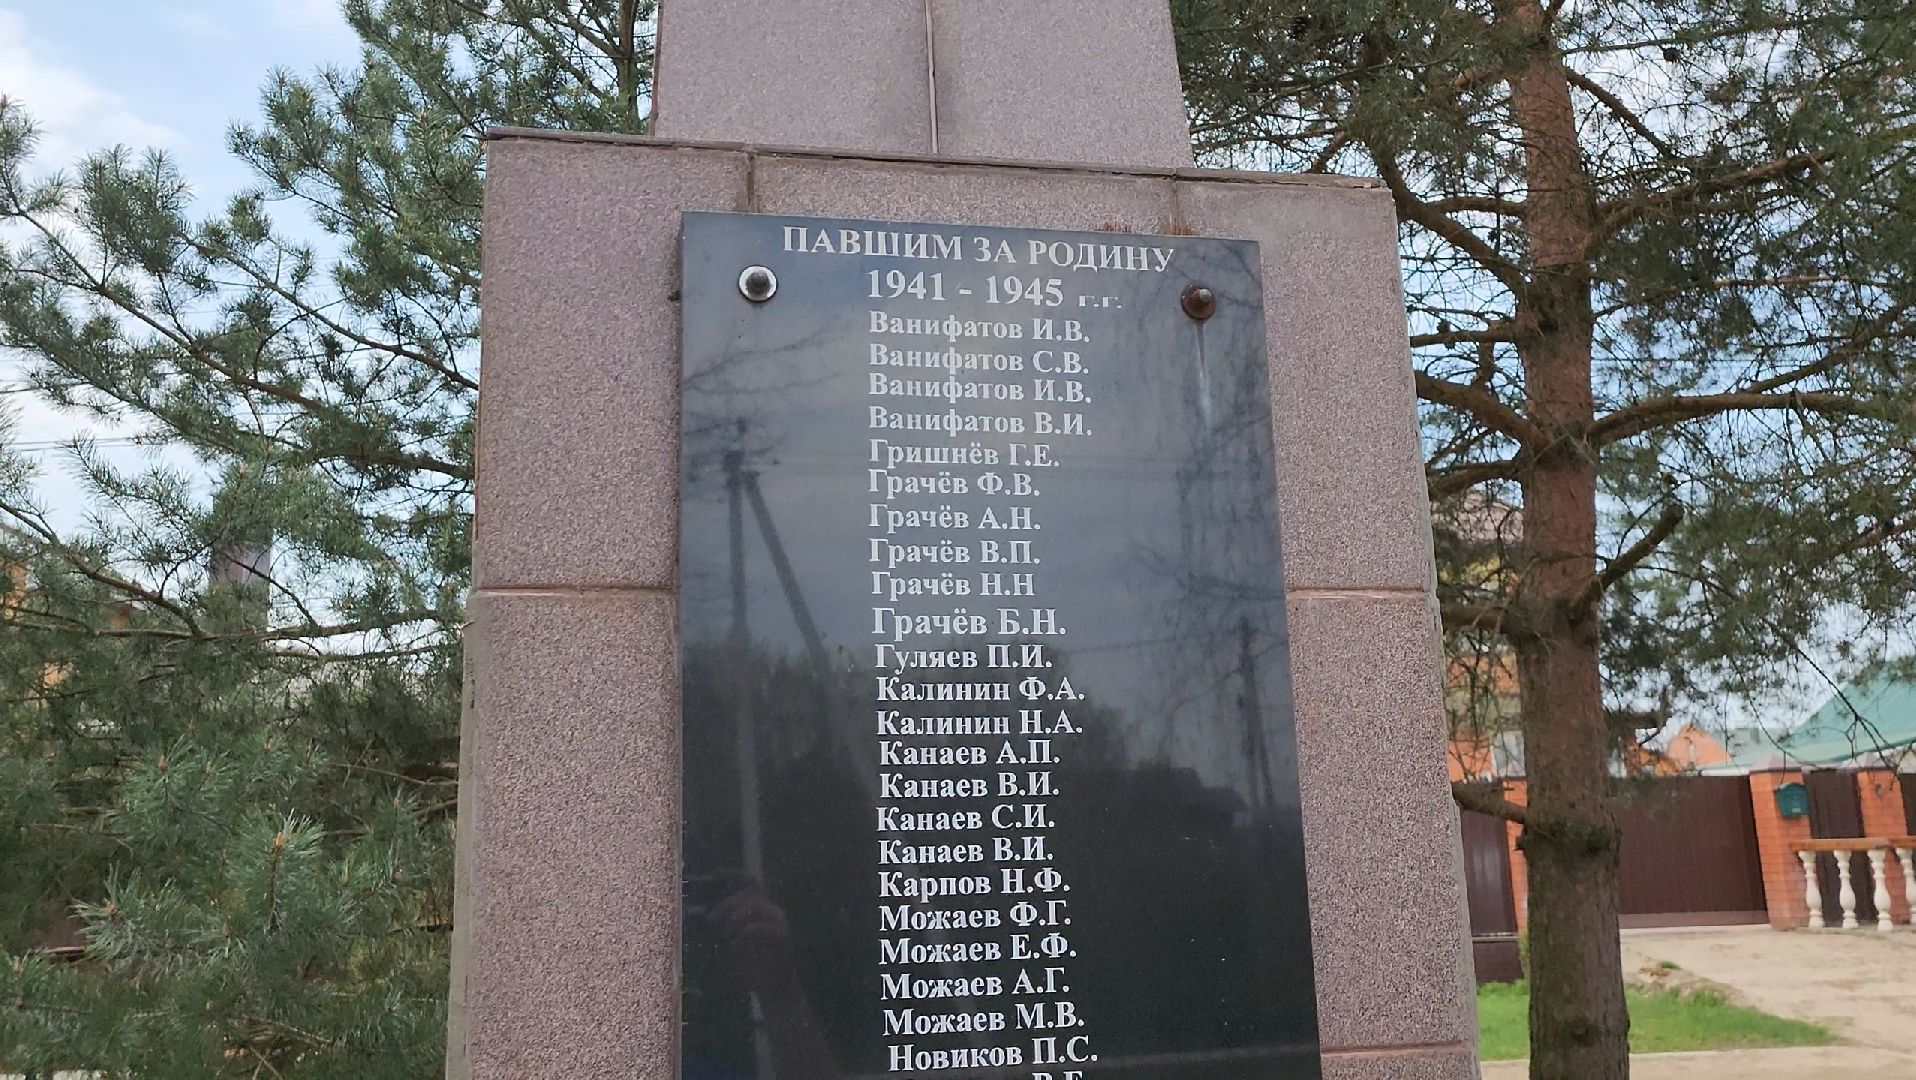 ПАВШИМ ЗА РОДИНУ
1941 - 1945 г.г.
Ванифатов И.В.
Ванифатов С.В.
Ванифатов И.В.
Ванифатов В.И.
Гришнёв Г.Е.
Грачёв Ф.В.
Грачёв А.Н.
Грачёв В.П.
Грачёв Н.Н
Грачёв Б.Н.
Гуляев П.И.
Калинин Ф.А.
Калинин Н.А.
Канаев А.П.
Канаев В.И.
Канаев С.И.
Канаев В.И.
Карпов Н.Ф.
Можаев Ф.Г.
Можаев Е.Ф.
Можаев А.Г.
Можаев М.В.
Новиков П.С.